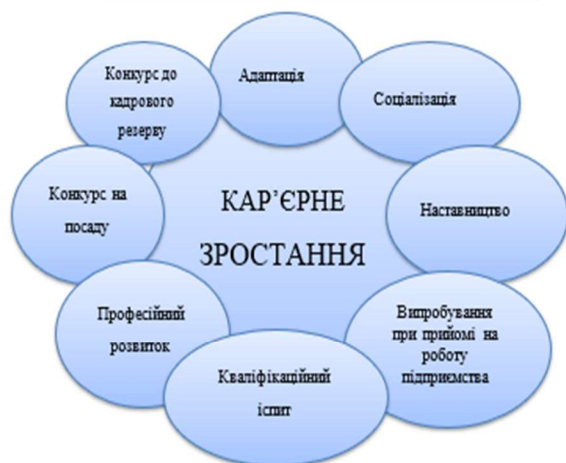 Адаптація
Соціалізація
Наставництво
Випробування
при прийомі на
роботу
підприємства
Кваліфікаційний
іспит
Професійний
розвиток
Конкурс на
посаду
Конкурс до
кадрового
резерву
КАР’ЄРНЕ
ЗРОСТАННЯ